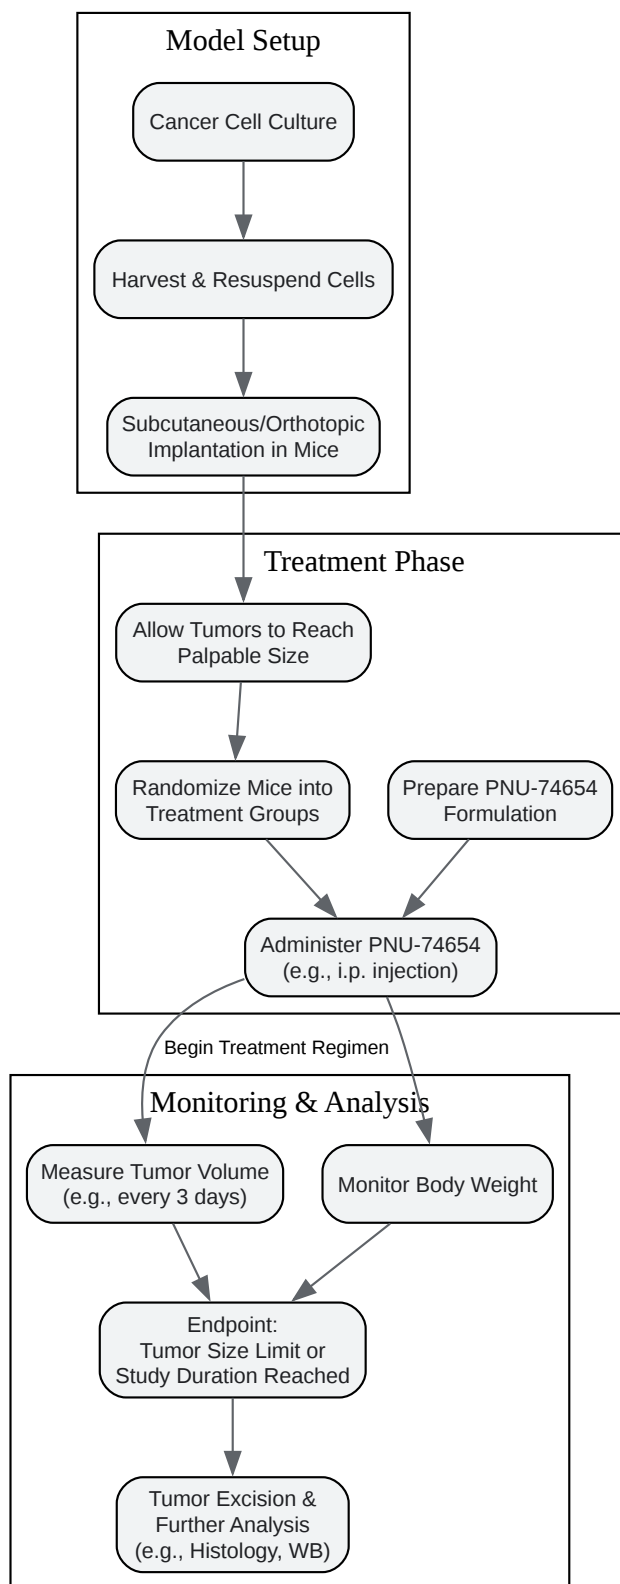 Model Setup
Cancer Cell Culture
Harvest & Resuspend Cells
Subcutaneous/Orthotopic
Implantation in Mice
Treatment Phase
Allow Tumors to Reach
Palpable Size
Randomize Mice into
Treatment Groups
Prepare PNU-74654
Formulation
Administer PNU-74654
(e.g., i.p. injection)
Begin Treatment Regimen
Monitoring & Analysis
Measure Tumor Volume
(e.g., every 3 days)
Monitor Body Weight
Endpoint:
Tumor Size Limit or
Study Duration Reached
Tumor Excision &
Further Analysis
(e.g., Histology, WB)